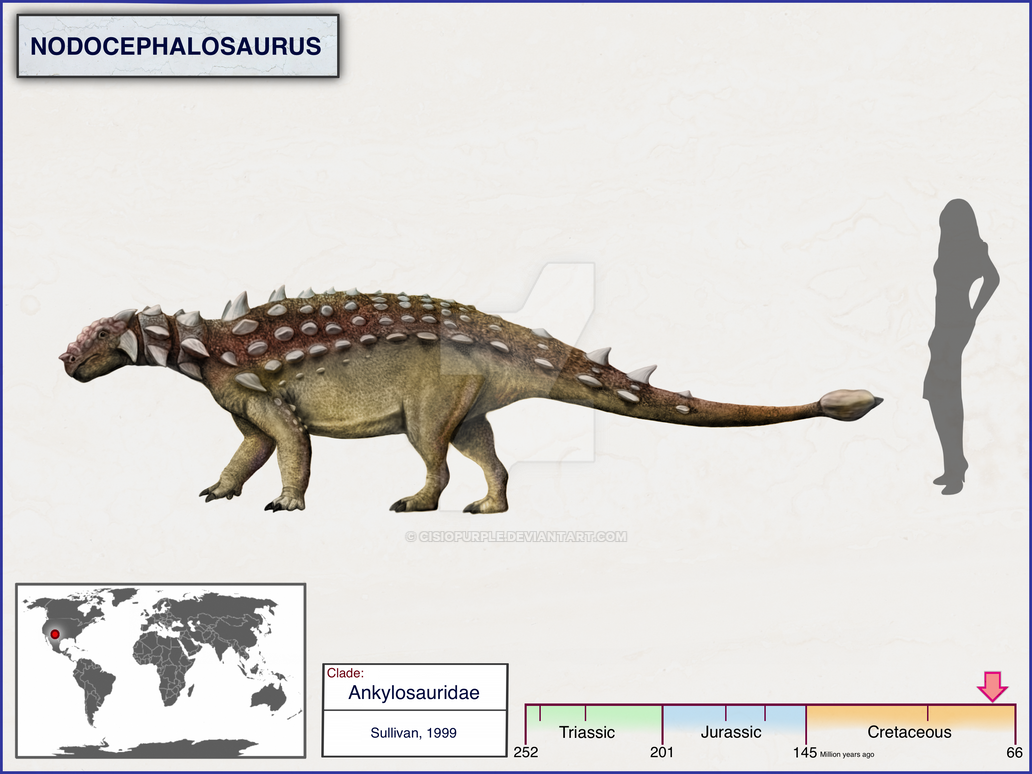 NODOCEPHALOSAURUS
© CISIOPURPLE.DEVIANTART.COM
Clade:
Ankylosauridae
Sullivan, 1999
Triassic
Jurassic
Cretaceous
252
201
145 Million years ago
66